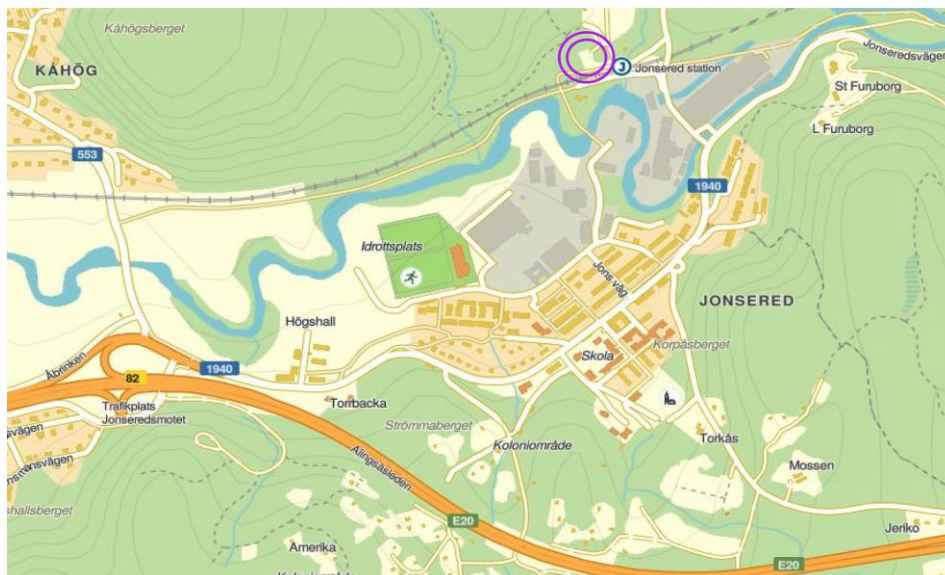 Kåhögsberget
KÅHÖG
J
Jonsered station
Jonseredsvägen
St Furuborg
L Furuborg
553
1940
Idrottsplats
Jons väg
JONSERED
Högshall
Korpåsberget
Skola
Åbrinken
1940
82
Trafikplats
Jonseredsmotet
Torrbacka
Strömmaberget
Koloniområde
Torkås
Alingsåsleden
Mossen
E20
Jeriko
Amerika
E20